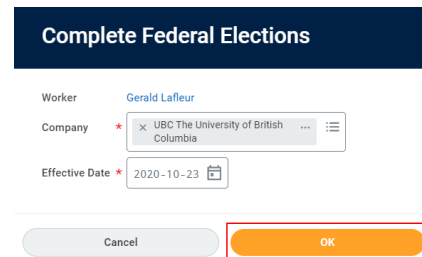 Complete Federal Elections
Worker Gerald Lafleur
Company * × UBC The University of British ...
Columbia
Effective Date * 2020-10-23
Cancel OK